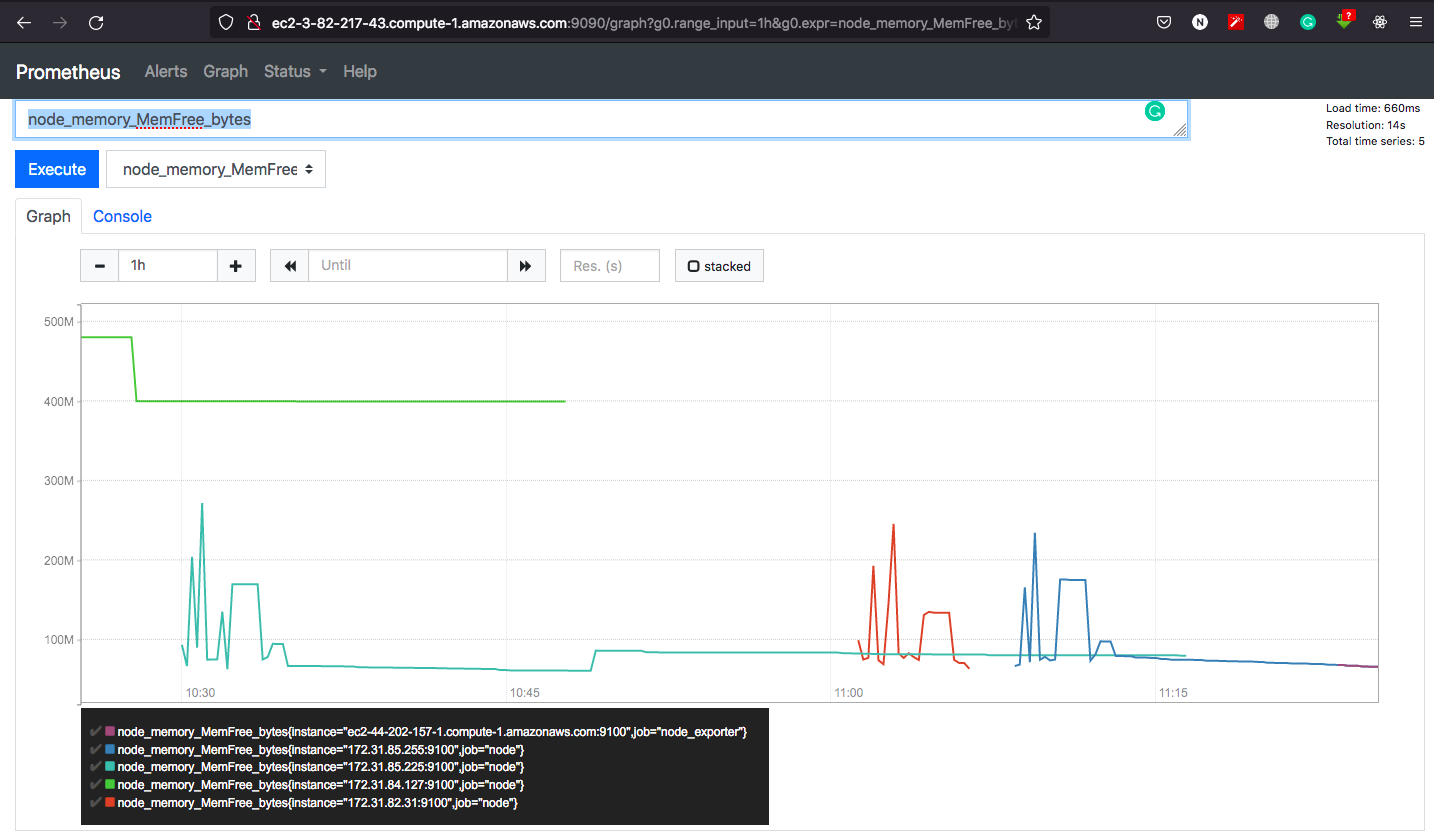 ec2-3-82-217-43.compute-1.amazonaws.com:9090/graph?g0.range_input=1h&g0.expr=node_memory_MemFree_byt
N
G
?
Prometheus Alerts Graph Status Help
node_memory_MemFree_bytes
G
Load time: 660ms
Resolution: 14s
Total time series: 5
Execute node_memory_MemFree
Graph Console
1h Until Res. (s) stacked
500M
400M
300M
200M
100M
10:30 10:45 11:00 11:15
node_memory_MemFree_bytes{instance="ec2-44-202-157-1.compute-1.amazonaws.com:9100",job="node_exporter"}
node_memory_MemFree_bytes{instance="172.31.85.255:9100",job="node"}
node_memory_MemFree_bytes{instance="172.31.85.225:9100",job="node"}
node_memory_MemFree_bytes{instance="172.31.84.127:9100",job="node"}
node_memory_MemFree_bytes{instance="172.31.82.31:9100",job="node"}